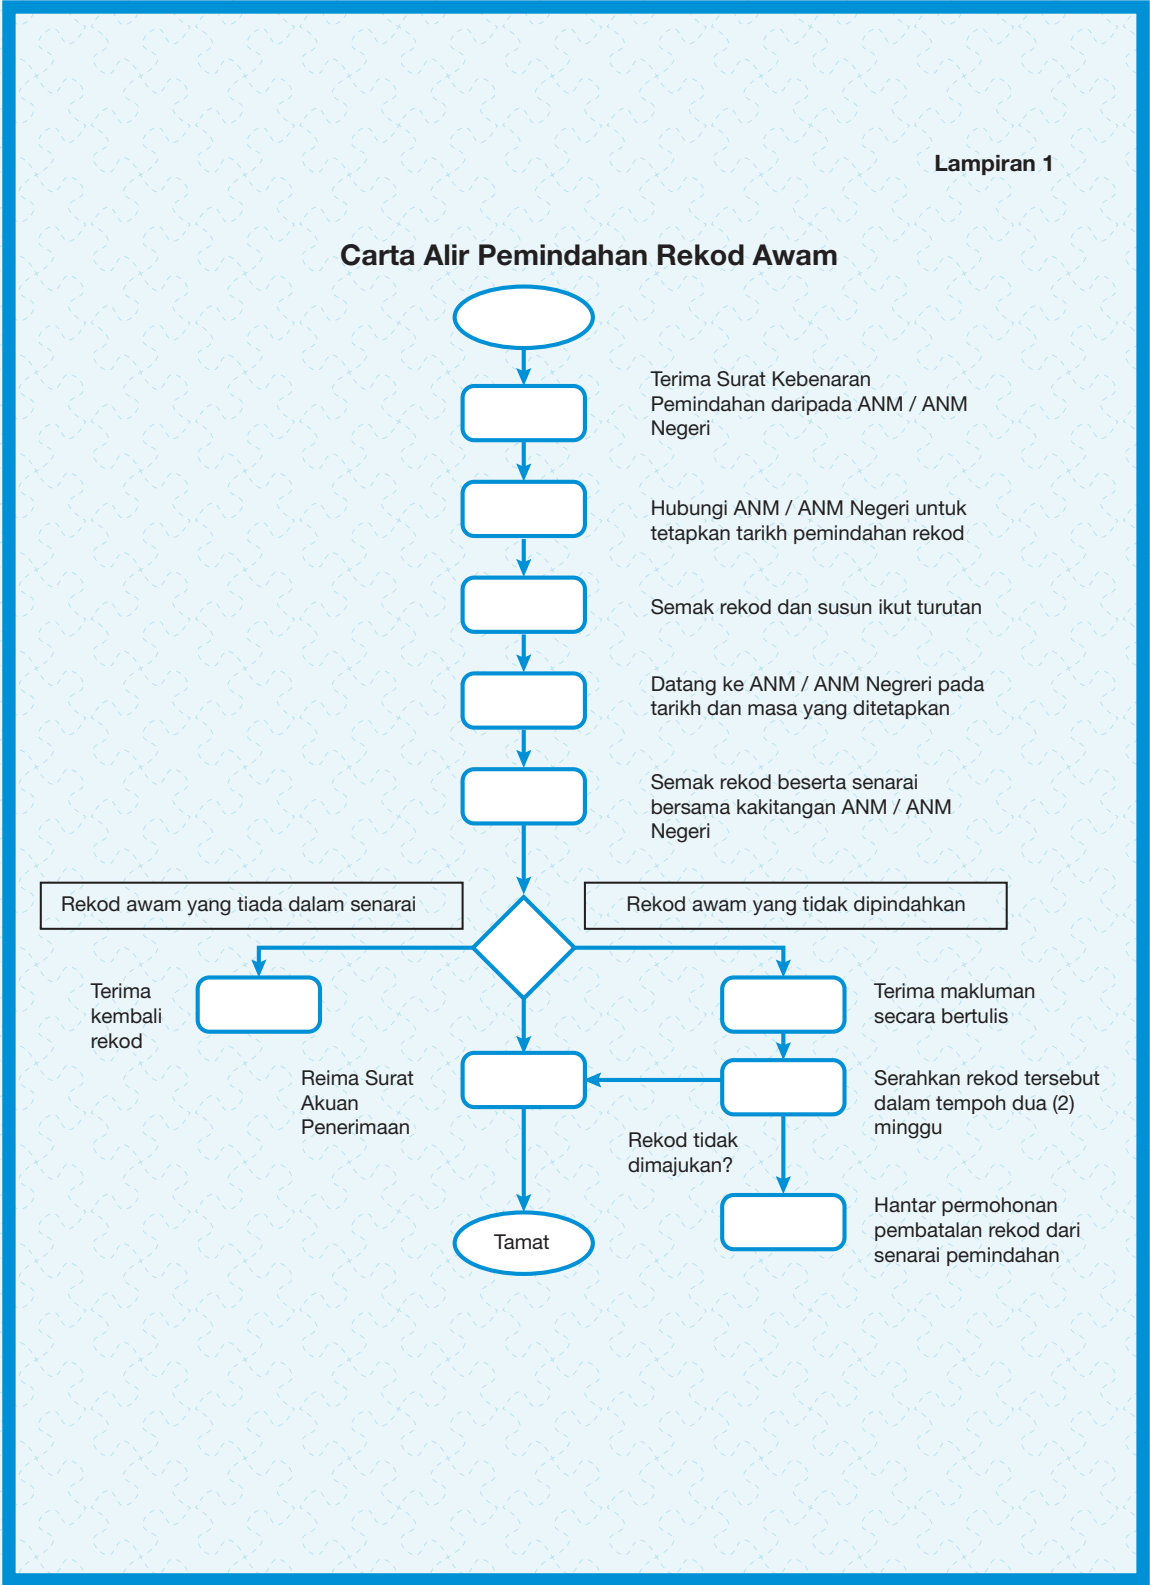 Lampiran 1
Carta Alir Pemindahan Rekod Awam
Terima Surat Kebenaran
Pemindahan daripada ANM / ANM
Negeri
Hubungi ANM / ANM Negeri untuk
tetapkan tarikh pemindahan rekod
Semak rekod dan susun ikut turutan
Datang ke ANM / ANM Negreri pada
tarikh dan masa yang ditetapkan
Semak rekod beserta senarai
bersama kakitangan ANM / ANM
Negeri
Rekod awam yang tiada dalam senarai
Rekod awam yang tidak dipindahkan
Terima
kembali
rekod
Terima makluman
secara bertulis
Reima Surat
Akuan
Penerimaan
Serahkan rekod tersebut
dalam tempoh dua (2)
minggu
Rekod tidak
dimajukan?
Hantar permohonan
pembatalan rekod dari
senarai pemindahan
Tamat